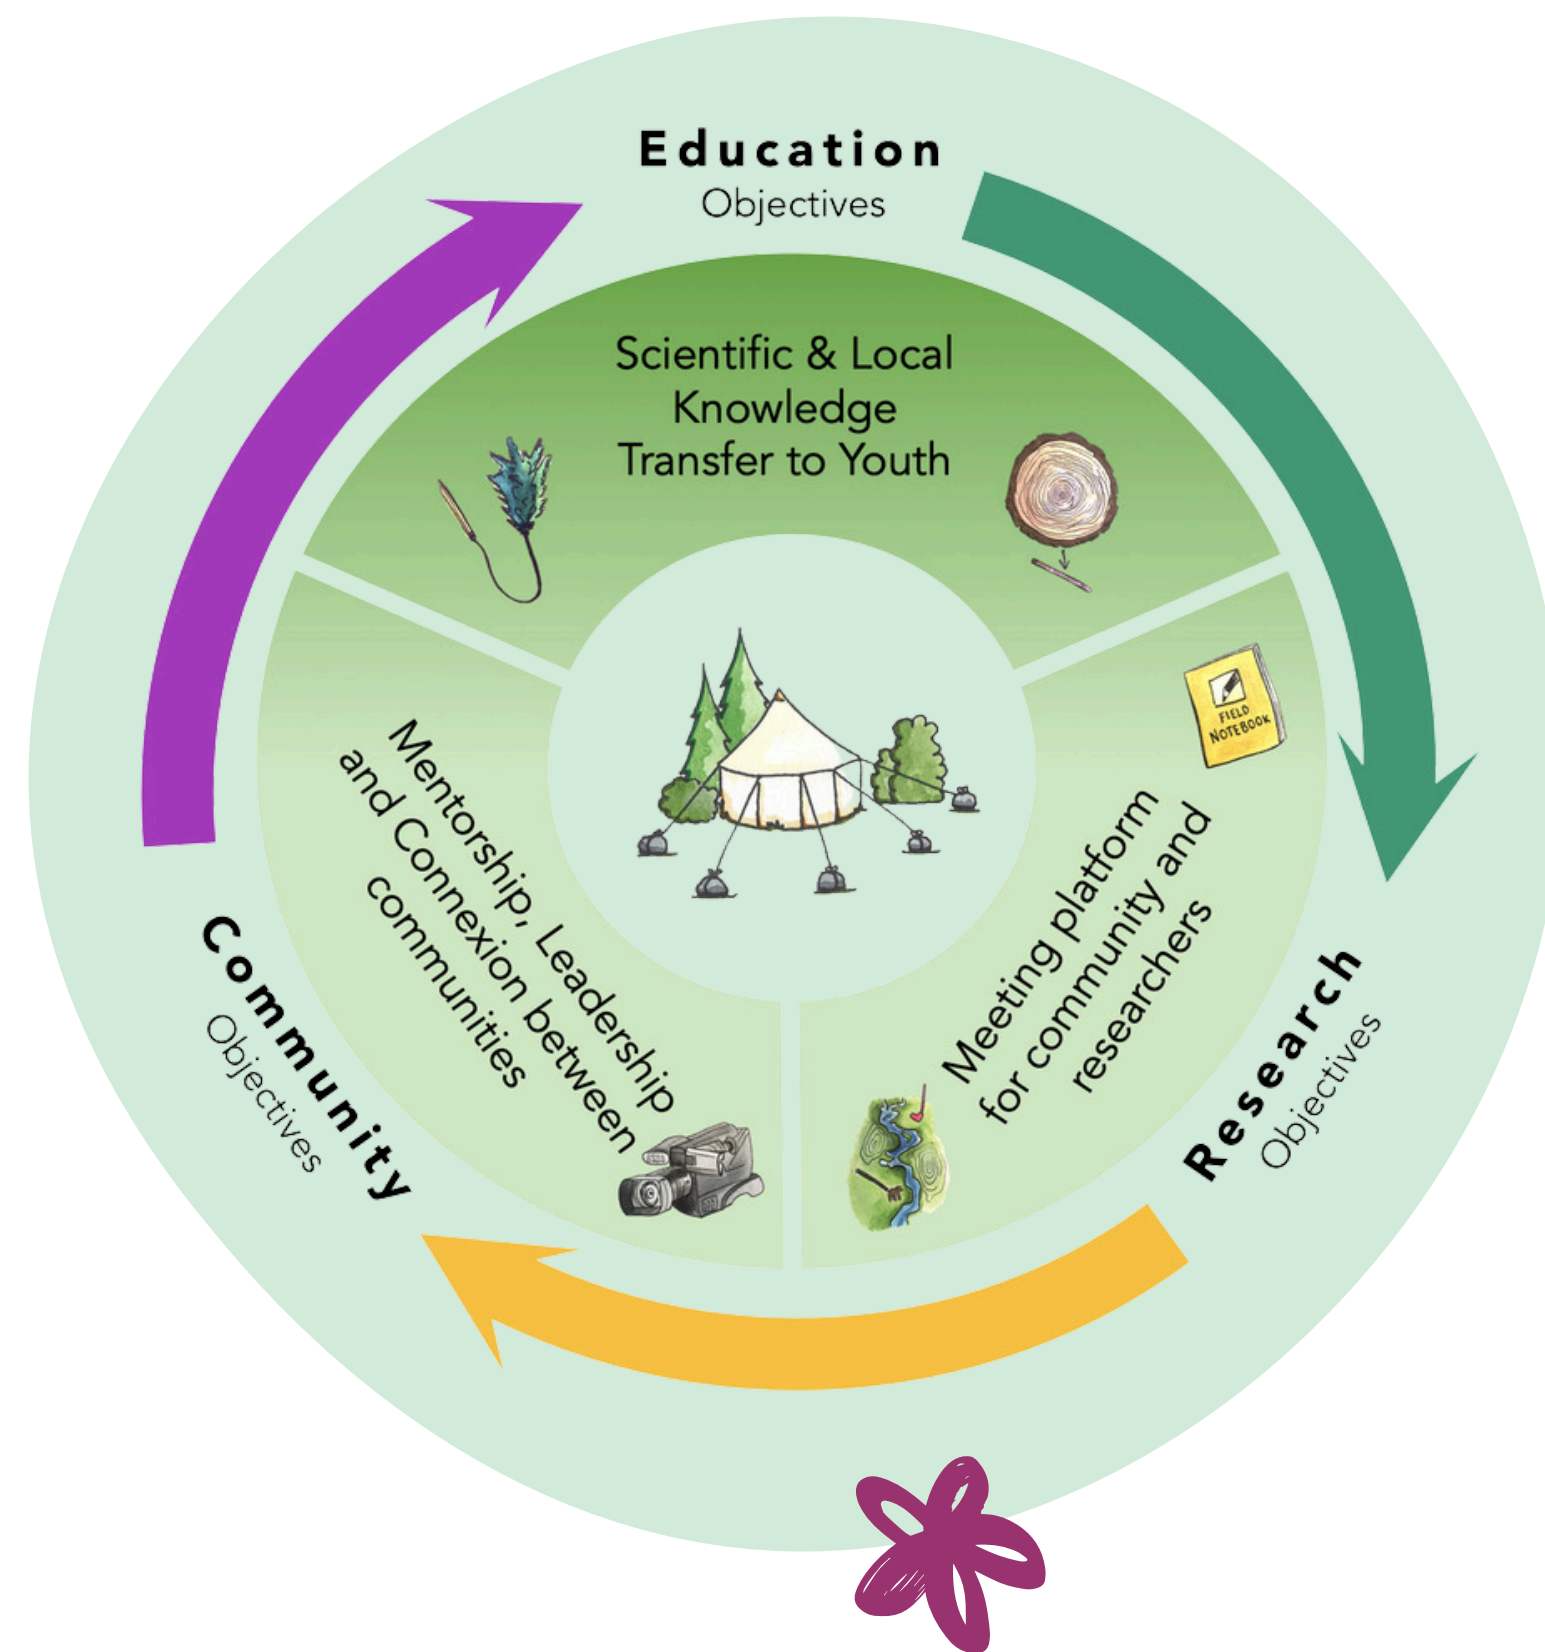 Education
Objectives
Scientific & Local
Knowledge
Transfer to Youth
FIELD
NOTEBOOK
Meeting platform
for community and
researchers
Research
Objectives
Mentorship, Leadership
and Connexion between
communities
Community
Objectives